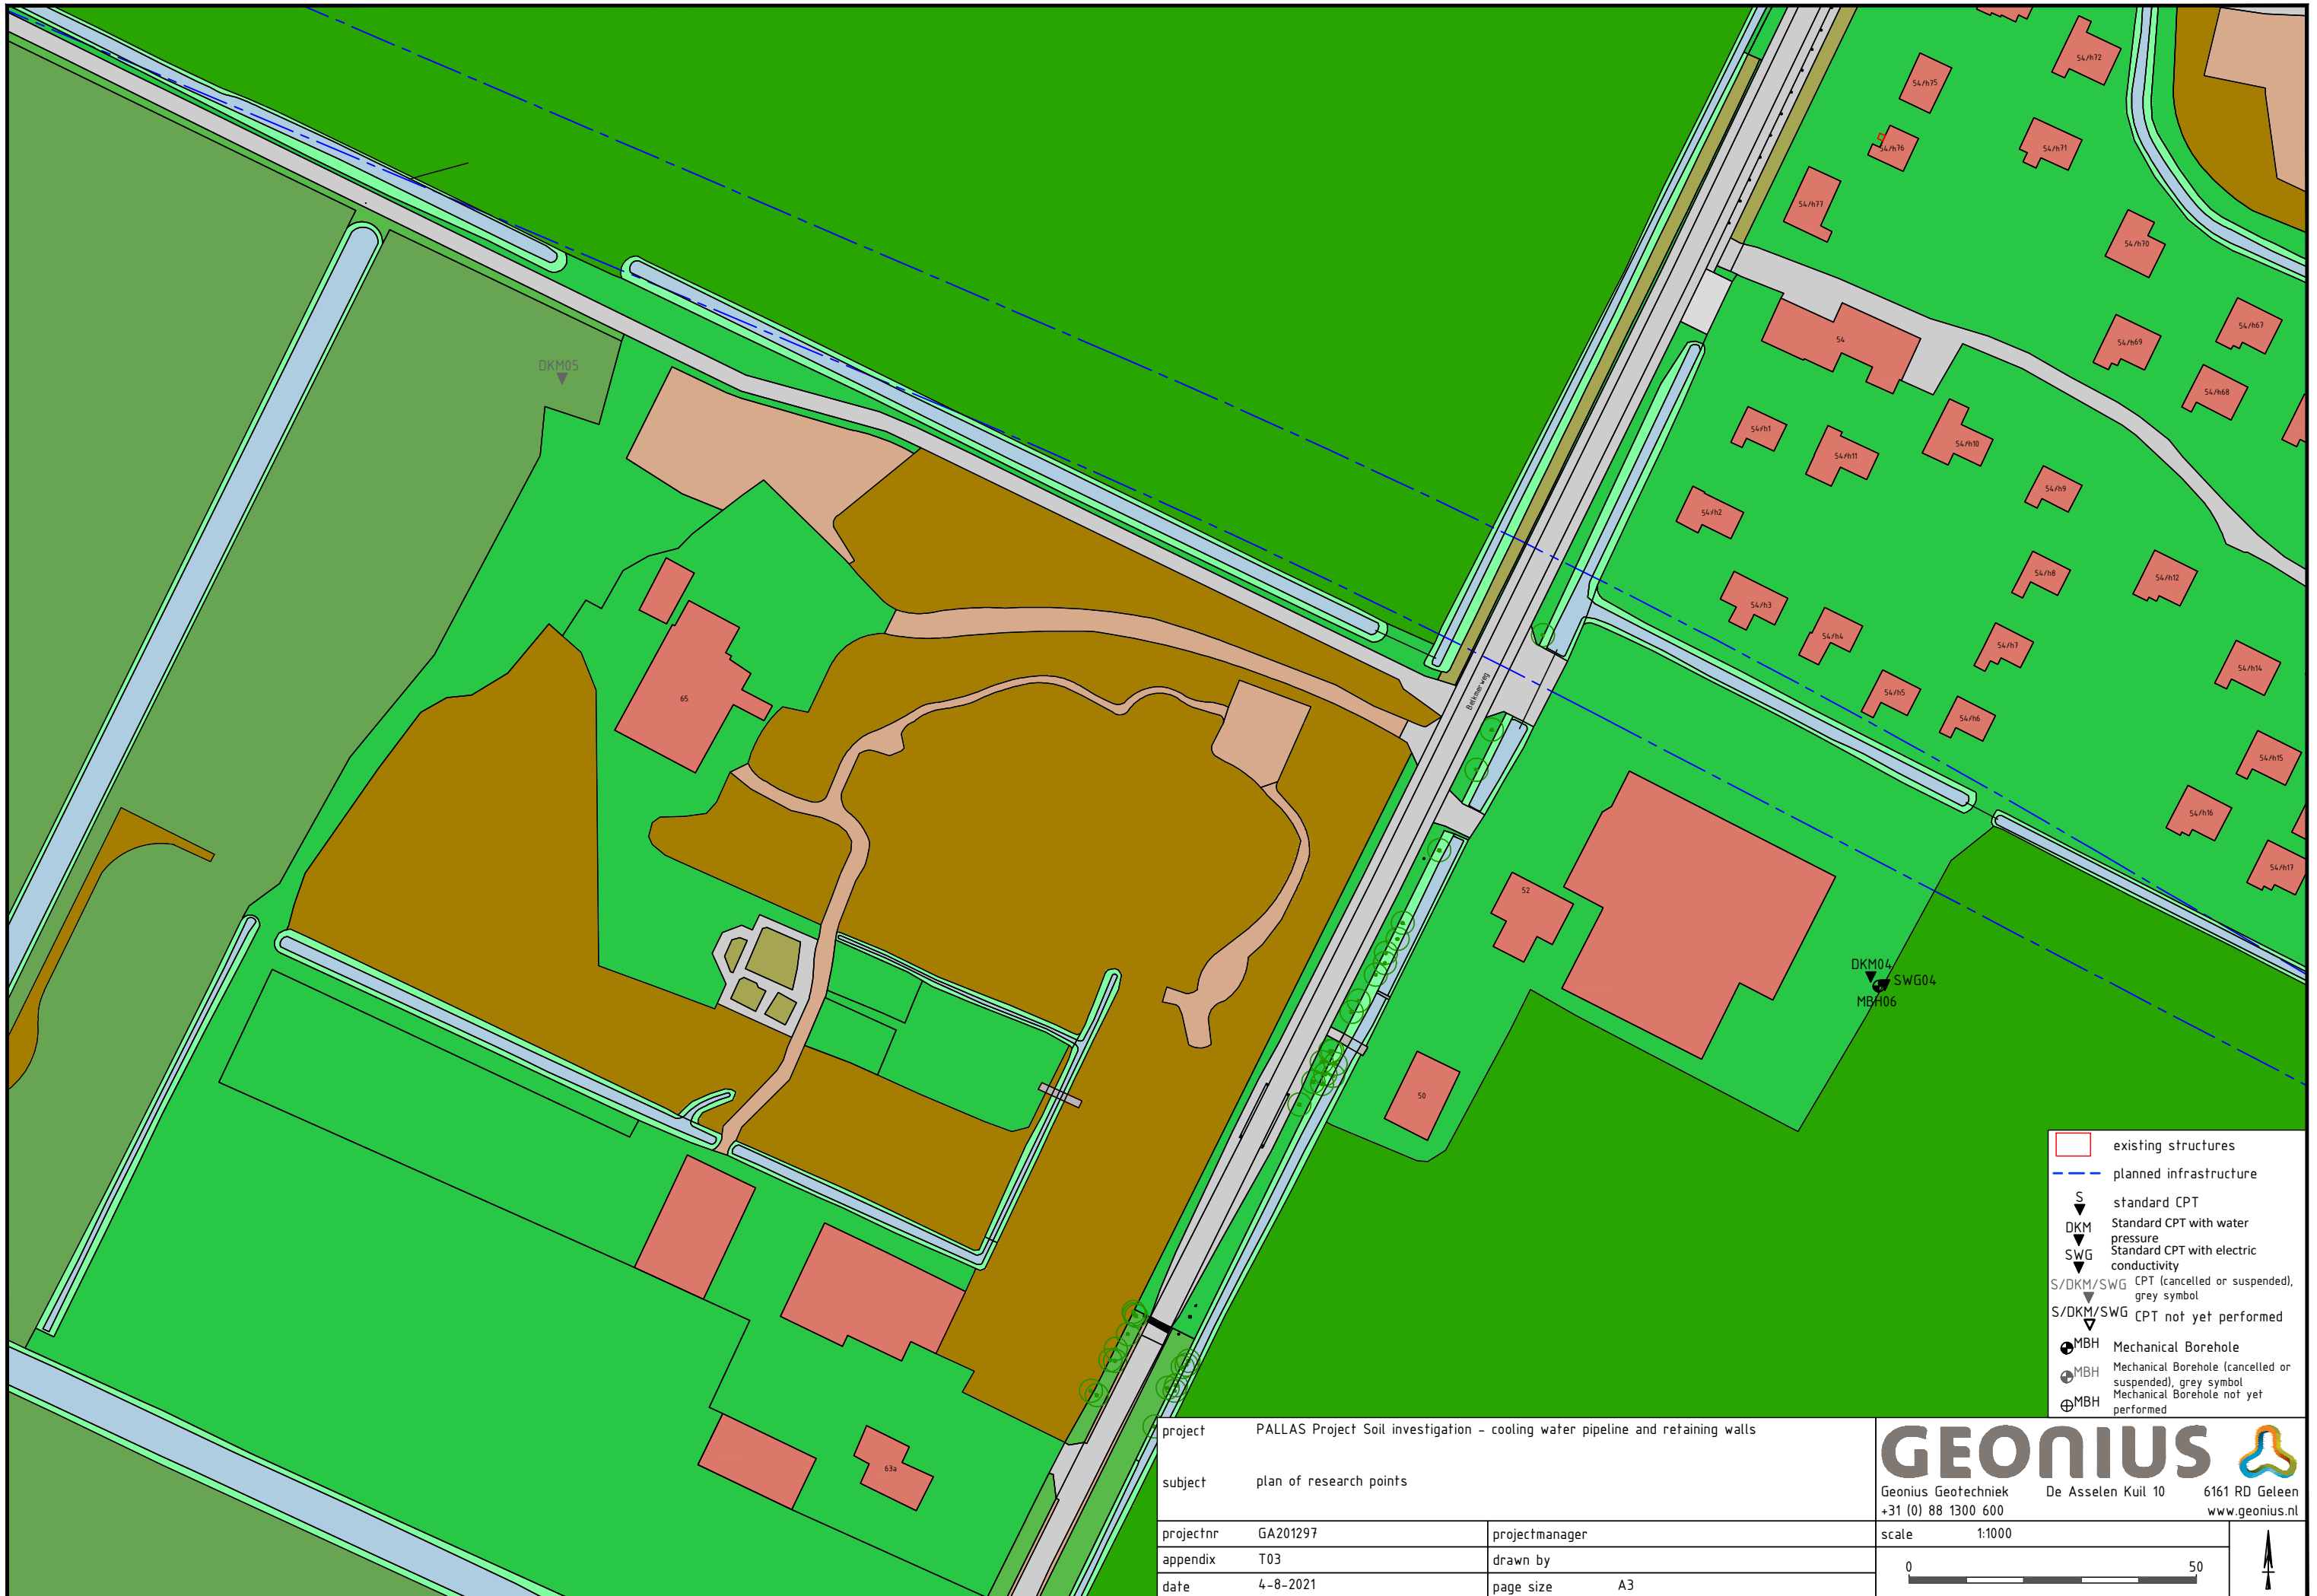 54/h72
54/h75
54/h76
54/h71
54/h77
54/h70
54/h67
54
54/h69
DKM05
54/h68
54/h1
54/h10
54/h11
54/h9
54/h2
54/h8
54/h12
54/h3
54/h4
54/h7
54/h14
Belkmerweg
65
54/h5
54/h6
54/h15
54/h16
54/h17
52
DKM04
SWG04
MBH06
50
63a
existing structures
planned infrastructure
S
standard CPT
DKM
Standard CPT with water
pressure
SWG
Standard CPT with electric
conductivity
S/DKM/SWG
CPT (cancelled or suspended),
grey symbol
S/DKM/SWG
CPT not yet performed
MBH
Mechanical Borehole
MBH
Mechanical Borehole (cancelled or
suspended), grey symbol
MBH
Mechanical Borehole not yet
performed
project PALLAS Project Soil investigation - cooling water pipeline and retaining walls
subject plan of research points
projectnr GA201297
projectmanager
appendix T03
drawn by
date 4-8-2021
page size A3
GEONIUS
Geonius Geotechniek De Asselen Kuil 10 6161 RD Geleen
+31 (0) 88 1300 600 www.geonius.nl
scale 1:1000
0 50